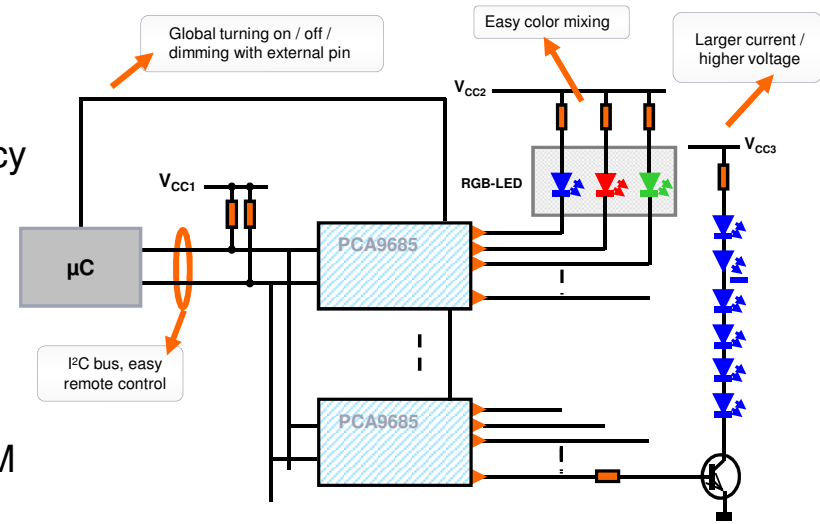 Global turning on / off /
dimming with external pin
Easy color mixing
Larger current /
higher voltage
VCC2
VCC3
cy
VCC1
RGB-LED
PCA9685
µC
I²C bus, easy
remote control
PCA9685
M